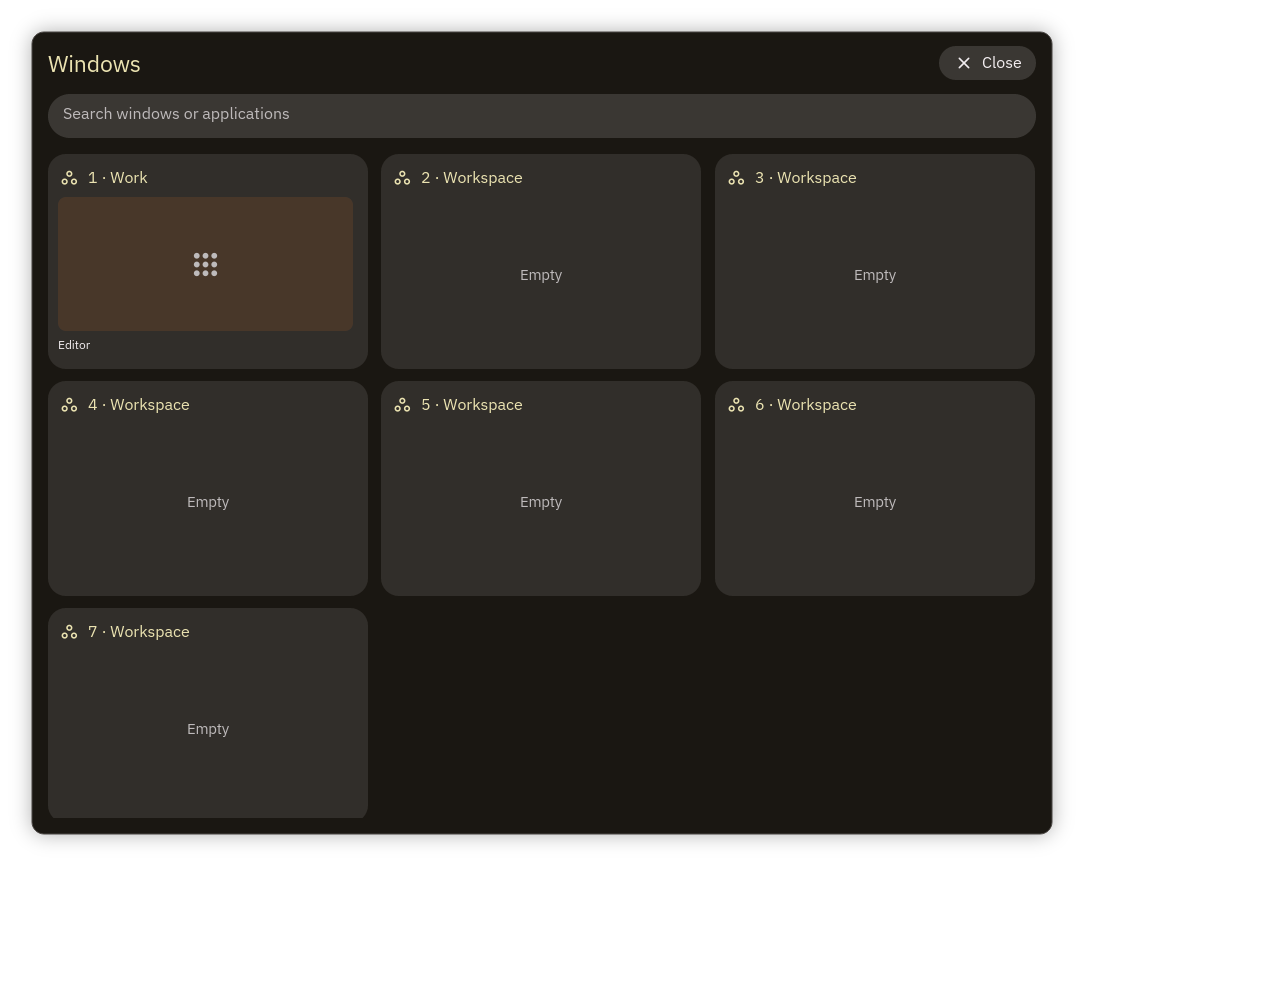 Windows
Close
Search windows or applications
1 · Work
2 · Workspace
3 · Workspace
Empty
Empty
Editor
4 · Workspace
5 · Workspace
6 · Workspace
Empty
Empty
Empty
7 · Workspace
Empty